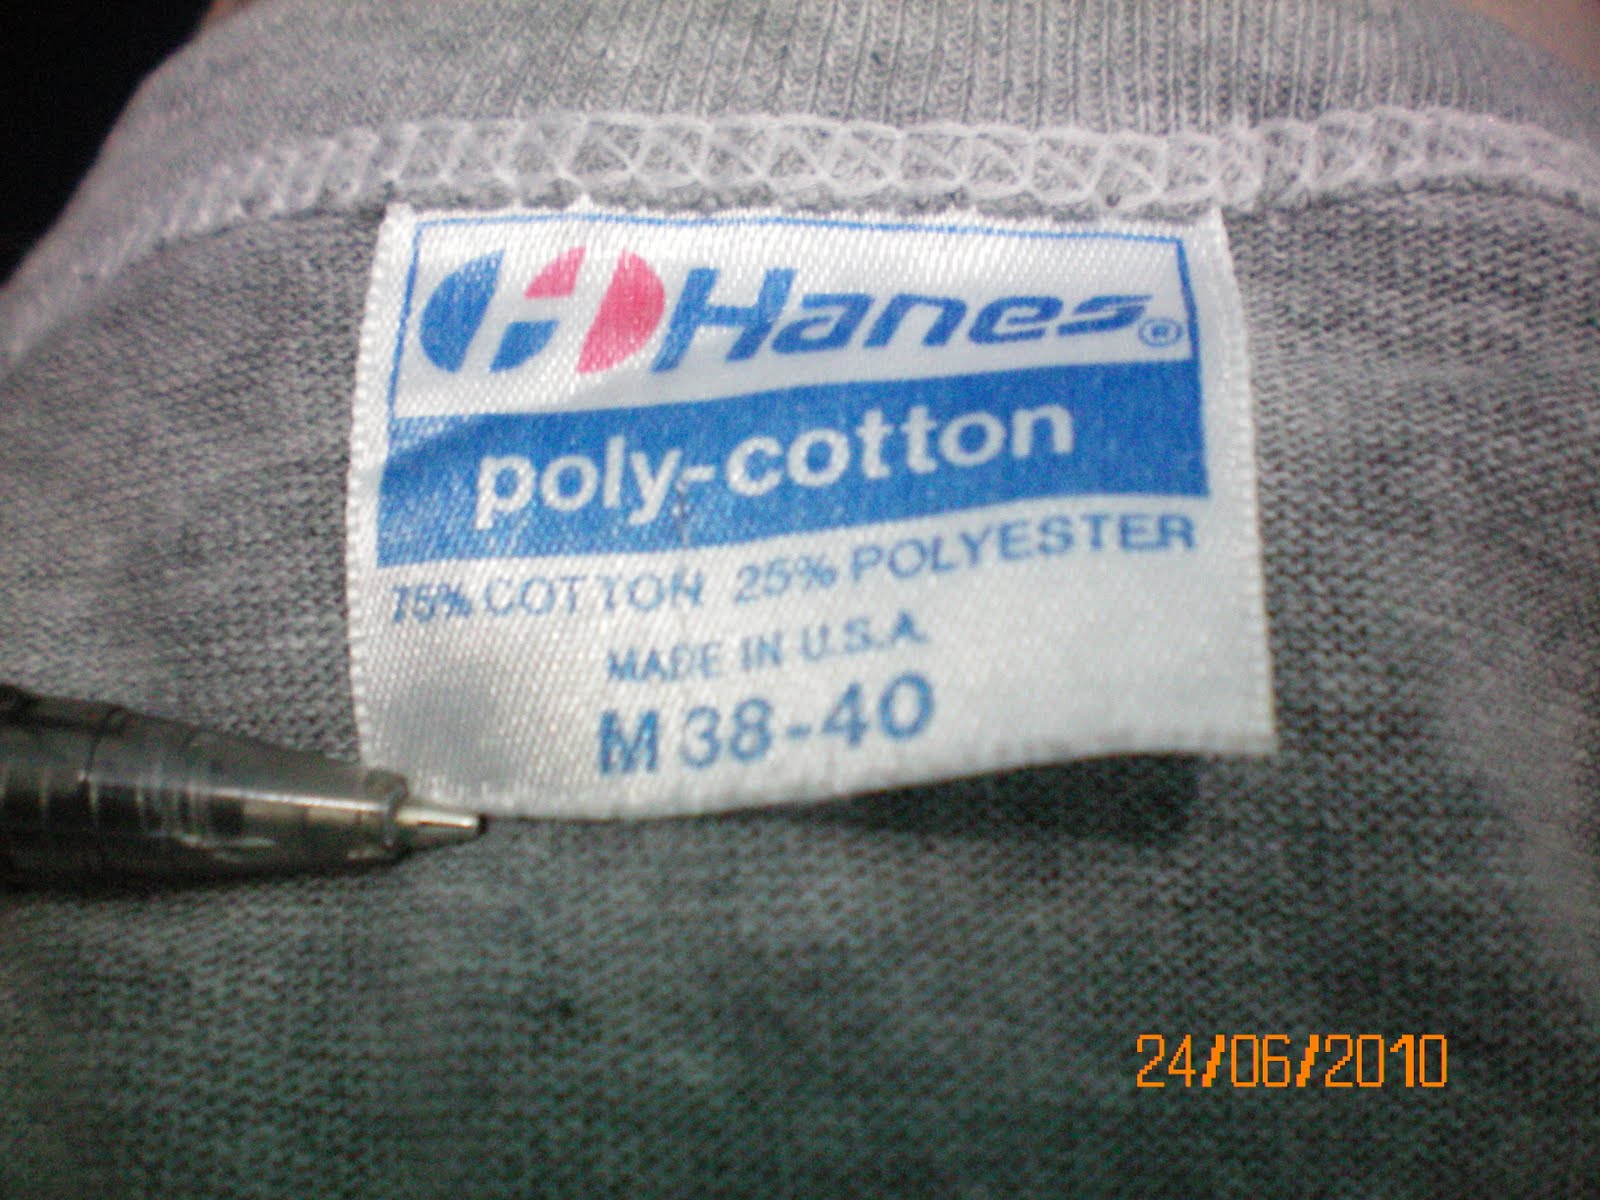 Hanes®
poly-cotton
75% COTTON 25% POLYESTER
MADE IN U.S.A.
M 38-40
24/06/2010